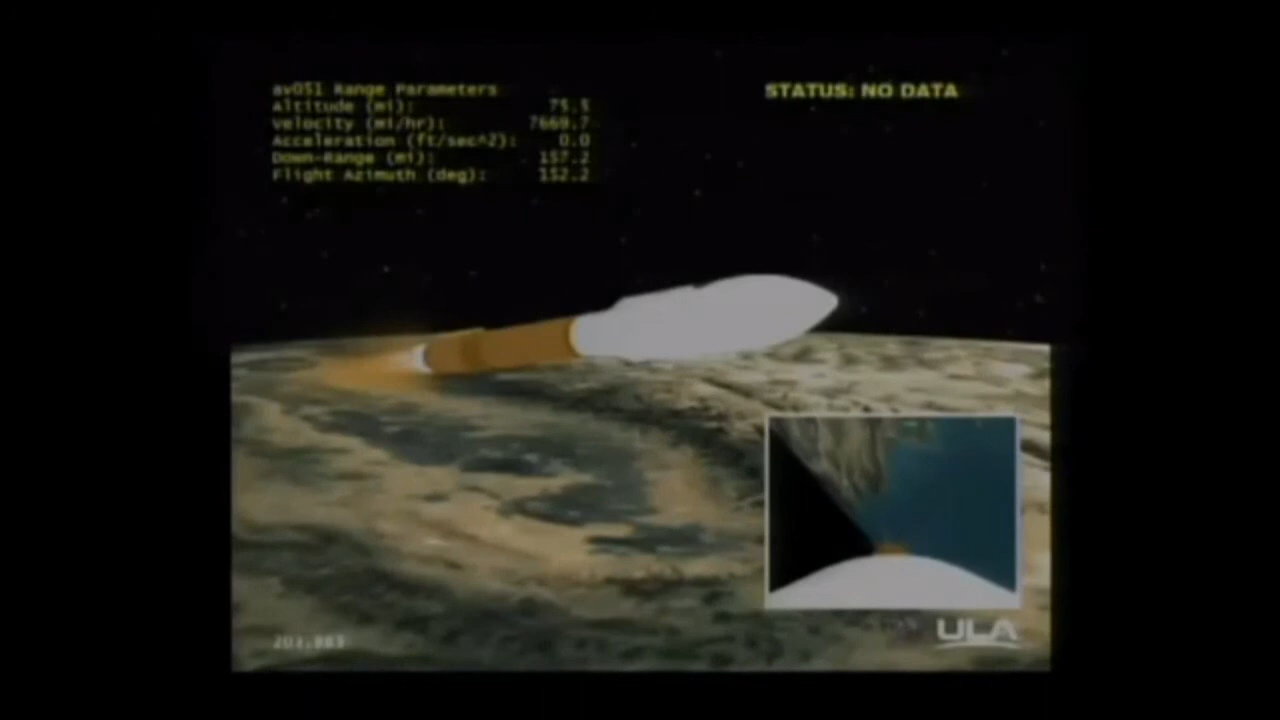 av051 Range Parameters
Altitude (mi): 75.5
Velocity (mi/hr): 7669.7
Acceleration (ft/sec^2): 0.0
Down-Range (mi): 157.2
Flight Azimuth (deg): 152.2
STATUS: NO DATA
ULA